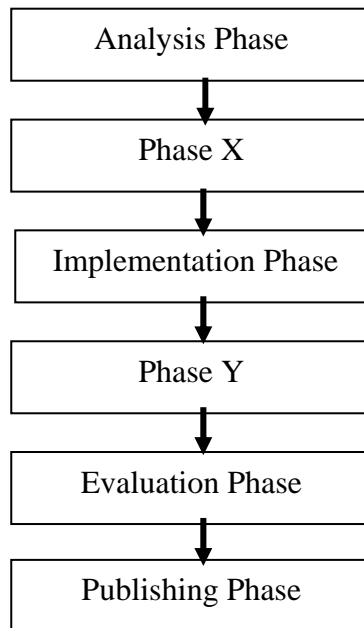 Analysis Phase
Phase X
Implementation Phase
Phase Y
Evaluation Phase
Publishing Phase